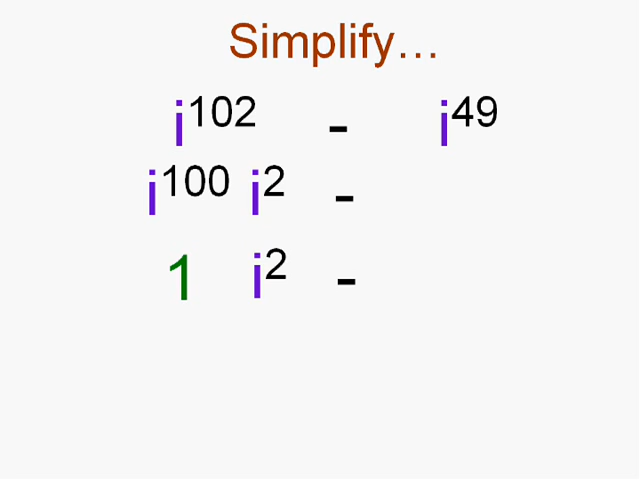 Simplify…
i¹⁰² - i⁴⁹
i¹⁰⁰ i² -
1 i² -